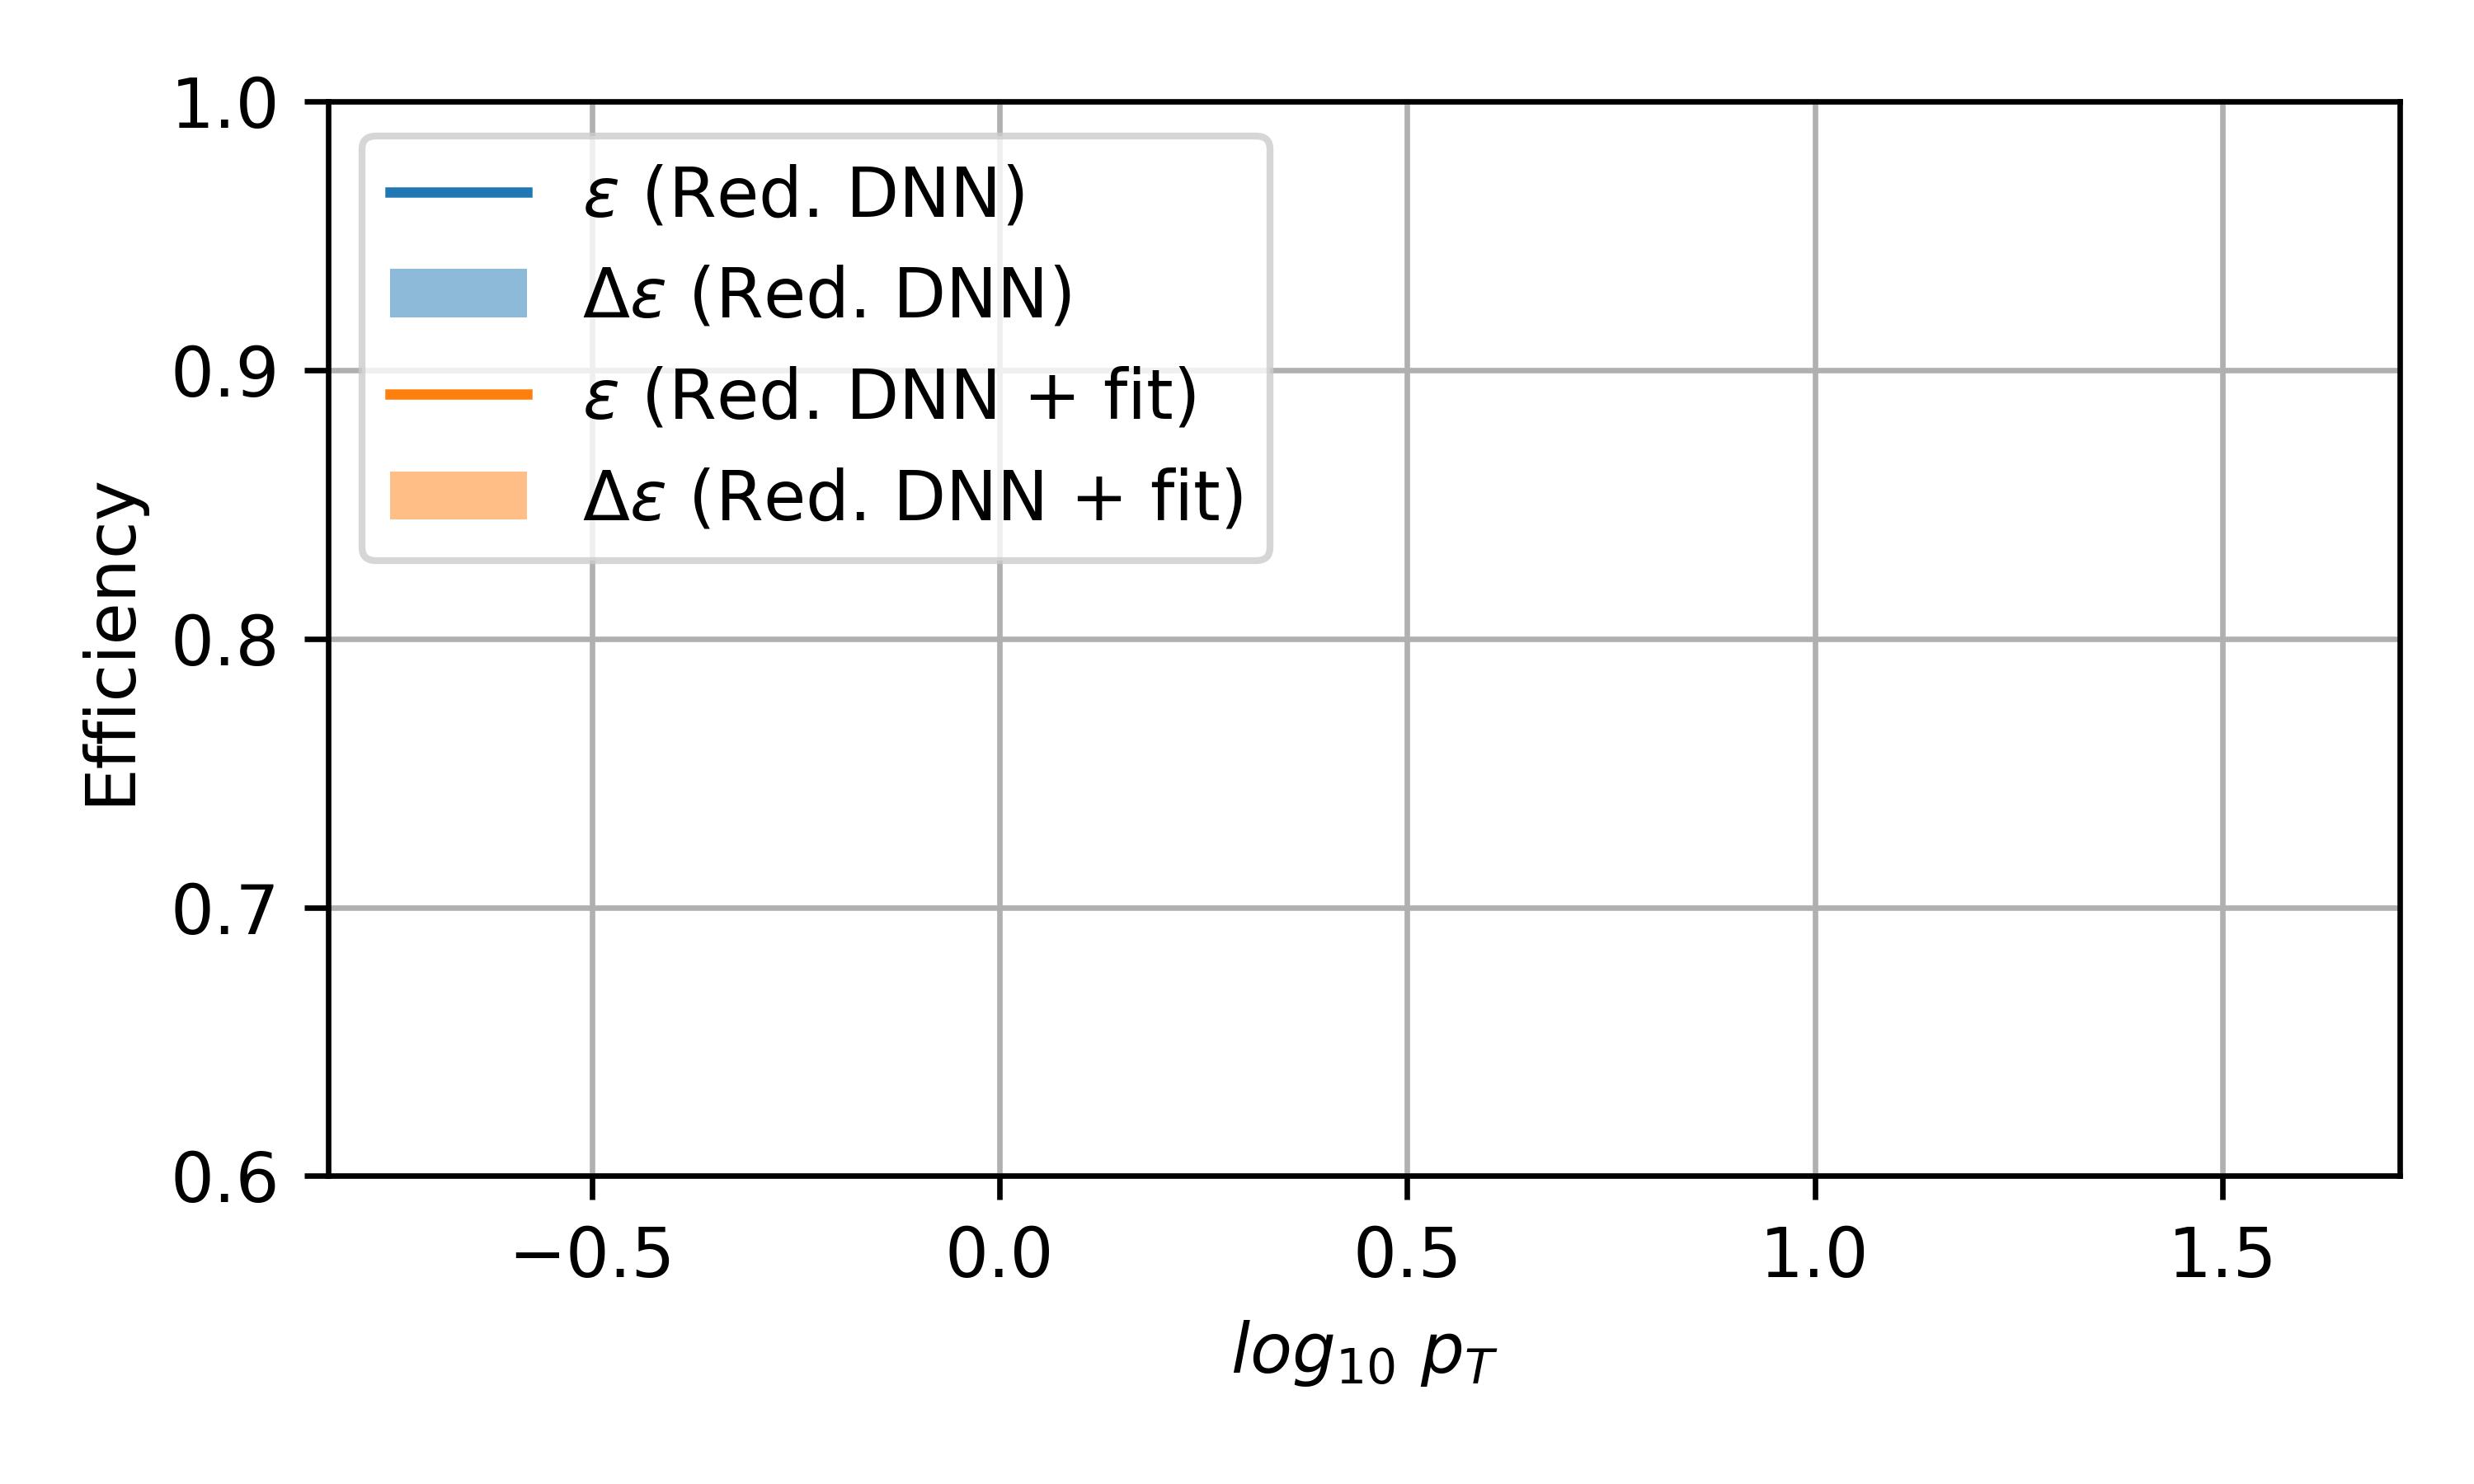 1.0
0.9
0.8
0.7
0.6
Efficiency
ε (Red. DNN)
Δε (Red. DNN)
ε (Red. DNN + fit)
Δε (Red. DNN + fit)
−0.5 0.0 0.5 1.0 1.5
log₁₀ p_T